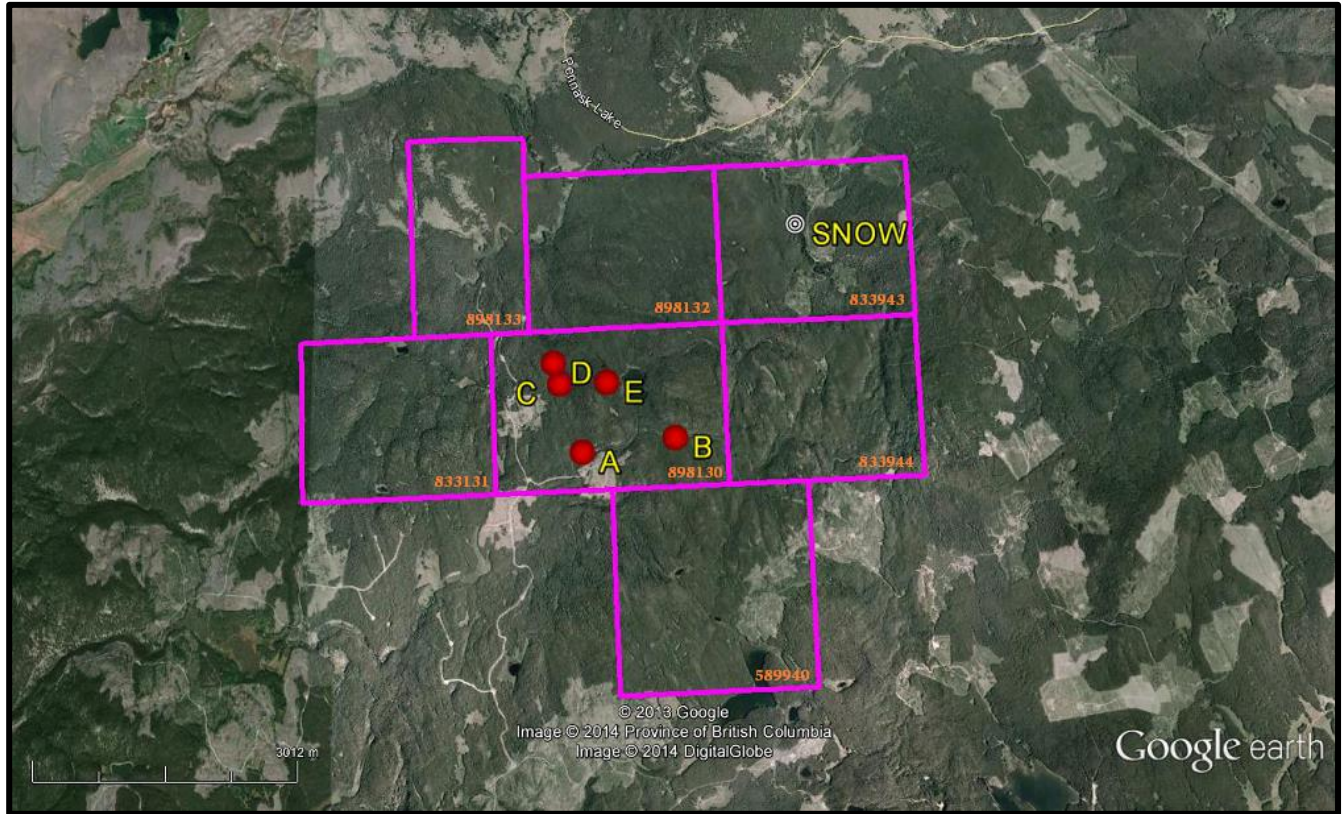 Pennask-Lake
SNOW
898133
898132
833943
D
C
E
B
A
833131
898130
833944
589940
© 2013 Google
Image © 2014 Province of British Columbia
Image © 2014 DigitalGlobe
3012 m
Google earth